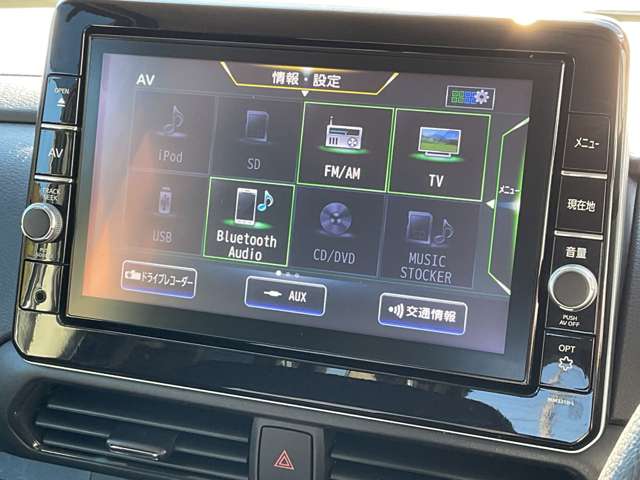 OPEN
AV
TRACK
SEEK
AV
情報・設定
iPod
SD
FM/AM
TV
USB
Bluetooth
Audio
CD/DVD
MUSIC
STOCKER
メニュー
ドライブレコーダー
AUX
交通情報
メニュー
現在地
音量
PUSH
AV OFF
OPT